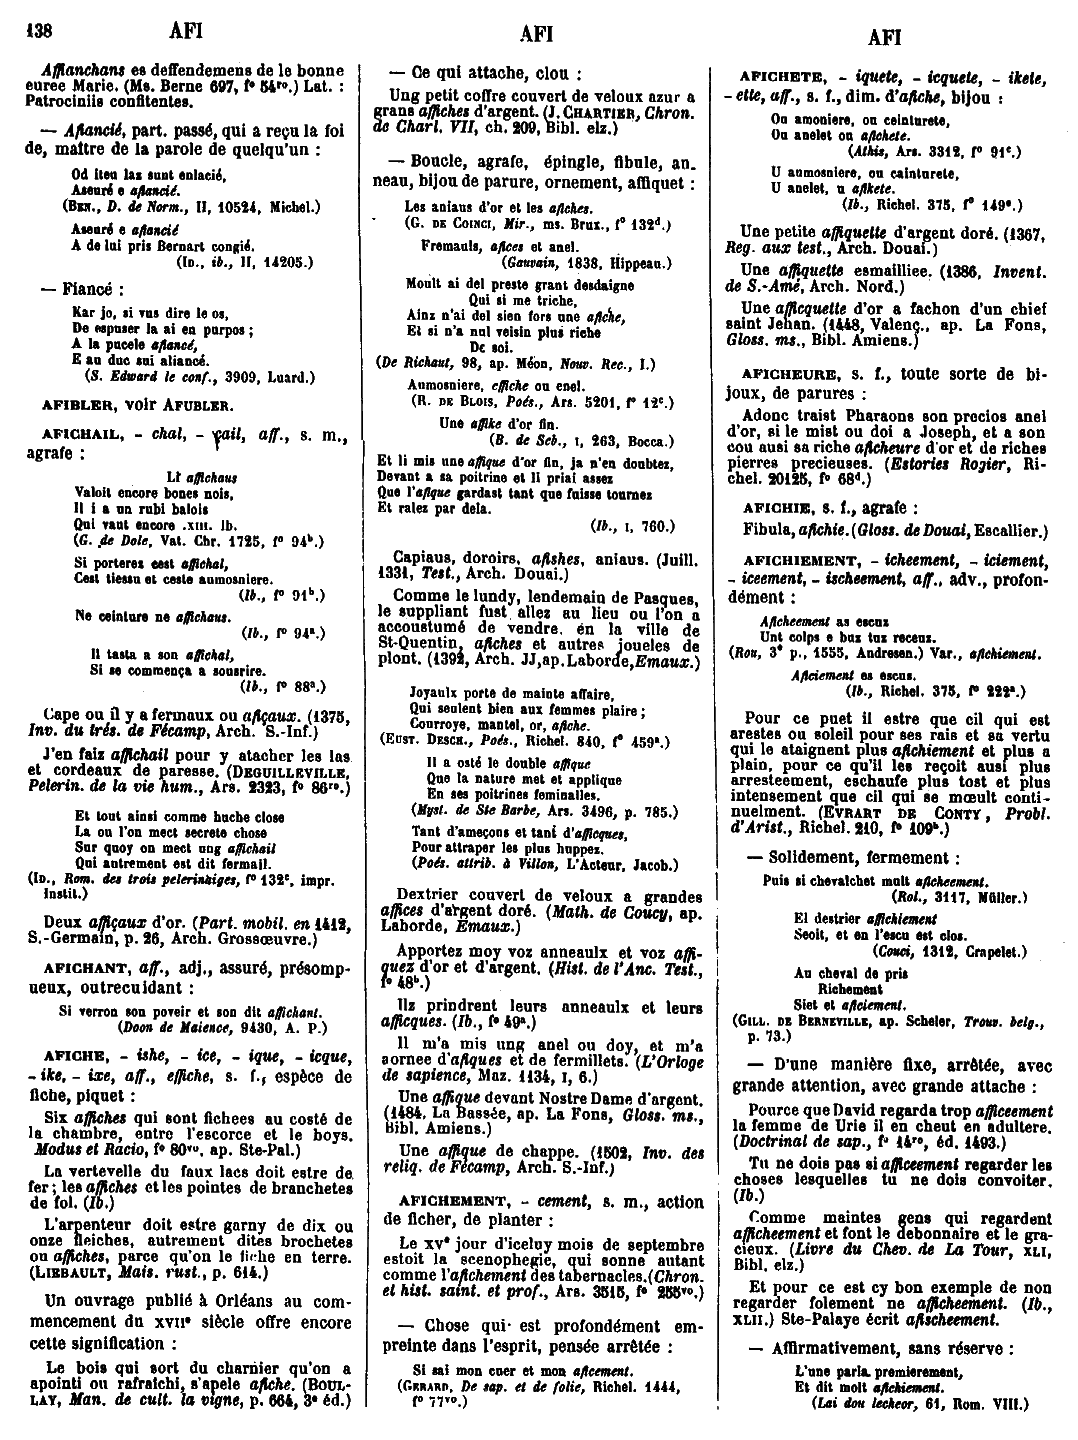 138
AFI
AFI
AFI
Affianchans es deffendemens de le bonne
euree Marie. (Ms. Berne 697, f° 54ro.) Lat. :
Patrociniis confitentes.
— Afiancié, part. passé, qui a reçu la foi
de, maître de la parole de quelqu'un :
Od iteu laz sunt enlacié,
Aseuré e afiancié.
(BEN., D. de Norm., II, 10524, Michel.)
Aseuré e afiancié
A de lui pris Bernart congié.
(ID., ib., II, 14205.)
— Fiancé :
Kar jo, si vus dire le os,
De espuser la ai en purpos ;
A la pucele afiancé,
E au duc sui aliancé.
(S. Edward le conf., 3909, Luard.)
AFIBLER, voir AFUBLER.
AFICHAIL, - chal, - çail, aff., s. m.,
agrafe :
Li affichaus
Valoit encore bones nois,
Il i a un rubi balois
Qui vaut encore .XIII. lb.
(G. de Dole, Vat. Chr. 1725, f° 94b.)
Si porterez cest affichal,
Cest tiessu et ceste aumosniere.
(Ib., f° 91b.)
Ne ceinture ne affichaus.
(Ib., f° 94a.)
Il tasta a son affichal,
Si se commença a sousrire.
(Ib., f° 88a.)
Cape ou il y a fermaux ou afiçaux. (1375,
Inv. du trés. de Fécamp, Arch. S.-Inf.)
J'en faiz affichail pour y atacher les las
et cordeaux de paresse. (DEGUILLEVILLE,
Pelerin. de la vie hum., Ars. 2323, f° 86ro.)
Et tout ainsi comme huche close
La ou l'on mect secrete chose
Sur quoy on mect ung affichail
Qui autrement est dit fermail.
(ID., Rom. des trois pelerinaiges, f° 132c, impr.
Instit.)
Deux affiçaux d'or. (Part. mobil. en 1412,
S.-Germain, p. 26, Arch. Grossœuvre.)
AFICHANT, aff., adj., assuré, présomp-
ueux, outrecuidant :
Si verron son poveir et son dit affichant.
(Doon de Maience, 9430, A. P.)
AFICHE, - ishe, - ice, - ique, - icque,
- ike, - ixe, aff., effiche, s. f., espèce de
fiche, piquet :
Six affiches qui sont fichees au costé de
la chambre, entre l'escorce et le boys.
Modus et Racio, f° 80vo, ap. Ste-Pal.)
La vertevelle du faux lacs doit estre de
fer ; les affiches et les pointes de branchetes
de fol. (Ib.)
L'arpenteur doit estre garny de dix ou
onze fleiches, autrement dites brochetes
ou affiches, parce qu'on le fiche en terre.
(LIEBAULT, Mais. rust., p. 614.)
Un ouvrage publié à Orléans au com-
mencement du XVIIe siècle offre encore
cette signification :
Le bois qui sort du charnier qu'on a
apointi ou rafraichi, s'apele afiche. (BOUL-
LAY, Man. de cult. la vigne, p. 664, 3e éd.)
— Ce qui attache, clou :
Ung petit coffre couvert de veloux azur a
grans affiches d'argent. (J. CHARTIER, Chron.
de Charl. VII, ch. 209, Bibl. elz.)
— Boucle, agrafe, épingle, fibule, an-
neau, bijou de parure, ornement, affiquet :
Les aniaus d'or et les afiches.
(G. DE COINCI, Mir., ms. Brux., f° 132d.)
Fremauls, afices et anel.
(Gauvain, 1838, Hippeau.)
Moult ai del preste grant desdaigne
Qui si me triche,
Ainz n'ai del sien fors une afiche,
Et si n'a nul veisin plus riche
De soi.
(De Richaut, 98, ap. Méon, Nouv. Rec., I.)
Aumosniere, effiche ou enel.
(R. DE BLOIS, Poés., Ars. 5201, f° 12c.)
Une affike d'or fin.
(B. de Seb., I, 263, Bocca.)
Et li mis une affique d'or fin, ja n'en doubtez,
Devant a sa poitrine et li priai assez
Que l'afique gardast tant que fuisse tournez
Et ralez par dela.
(Ib., I, 760.)
Capiaus, doroirs, afishes, aniaus. (Juill.
1331, Test., Arch. Douai.)
Comme le lundy, lendemain de Pasques,
le suppliant fust allez au lieu ou l'on a
accoustumé de vendre. en la ville de
St-Quentin, afiches et autres joueles de
plont. (1392, Arch. JJ, ap. Laborde, Emaux.)
Joyaulx porte de mainte affaire,
Qui seulent bien aux femmes plaire ;
Courroye, mantel, or, afiche.
(EUST. DESCH., Poés., Richel. 840, f° 459a.)
Il a osté le double affique
Que la nature met et applique
En ses poitrines feminalles.
(Myst. de Ste Barbe, Ars. 3496, p. 785.)
Tant d'ameçons et tant d'afficques,
Pour attraper les plus huppez.
(Poés. attrib. à Villon, L'Acteur, Jacob.)
Dextrier couvert de veloux a grandes
affices d'argent doré. (Math. de Coucy, ap.
Laborde, Emaux.)
Apportez moy voz anneaulx et voz affi-
quez d'or et d'argent. (Hist. de l'Anc. Test.,
f° 48b.)
Ilz prindrent leurs anneaulx et leurs
afficques. (Ib., f° 49a.)
Il m'a mis ung anel ou doy, et m'a
aornee d'afiques et de fermillets. (L'Orloge
de sapience, Maz. 1134, I, 6.)
Une affique devant Nostre Dame d'argent.
(1484, La Bassée, ap. La Fons, Gloss. ms.,
Bibl. Amiens.)
Une affique de chappe. (1502, Inv. des
reliq. de Fécamp, Arch. S.-Inf.)
AFICHEMENT, - cement, s. m., action
de ficher, de planter :
Le XVe jour d'iceluy mois de septembre
estoit la scenophegie, qui sonne autant
comme l'afichement des tabernacles. (Chron.
et hist. saint. et prof., Ars. 3515, f° 255vo.)
— Chose qui est profondément em-
preinte dans l'esprit, pensée arrêtée :
Si sai mon cuer et mon aficement.
(GERARD, De sap. et de folie, Richel. 1444,
f° 77vo.)
AFICHETE, - iquete, - icquete, - ikete,
- ette, aff., s. f., dim. d'afiche, bijou :
Ou amoniere, ou ceinturete,
Ou anelet ou afichete.
(Athis, Ars. 3312, f° 91c.)
U aumosniere, ou cainturete,
U anelet, u afikete.
(Ib., Richel. 375, f° 149a.)
Une petite affiquette d'argent doré. (1367,
Reg. aux test., Arch. Douai.)
Une affiquette esmailliee. (1386, Invent.
de S.-Amé, Arch. Nord.)
Une afficquette d'or a fachon d'un chief
saint Jehan. (1448, Valenç., ap. La Fons,
Gloss. ms., Bibl. Amiens.)
AFICHEURE, s. f., toute sorte de bi-
joux, de parures :
Adonc traist Pharaons son precios anel
d'or, si le mist ou doi a Joseph, et a son
cou ausi sa riche aficheure d'or et de riches
pierres precieuses. (Estories Rogier, Ri-
chel. 20125, f° 68d.)
AFICHIE, s. f., agrafe :
Fibula, afichie. (Gloss. de Douai, Escallier.)
AFICHIEMENT, - icheement, - iciement,
- iceement, - ischeement, aff., adv., profon-
dément :
Aficheement as escuz
Unt colps e buz tuz receuz.
(Rou, 3e p., 1555, Andresen.) Var., afichiement.
Aficiement es escus.
(Ib., Richel. 375, f° 222a.)
Pour ce puet il estre que cil qui est
arestes ou soleil pour ses rais et sa vertu
qui le ataignent plus afichiement et plus a
plain, pour ce qu'il les reçoit ausi plus
arresteement, eschaufe plus tost et plus
intensement que cil qui se mœult conti-
nuelment. (EVRART DE CONTY, Probl.
d'Arist., Richel. 210, f° 109b.)
— Solidement, fermement :
Puis si chevalchet mult aficheement.
(Rol., 3117, Müller.)
El destrier affichiement
Seoit, et en l'escu est clos.
(Couci, 1312, Crapelet.)
Au cheval de pris
Richement
Siet et aficiement.
(GILL. DE BERNEVILLE, ap. Scheler, Trouv. belg.,
p. 73.)
— D'une manière fixe, arrêtée, avec
grande attention, avec grande attache :
Pource que David regarda trop afficeement
la femme de Urie il en cheut en adultere.
(Doctrinal de sap., f° 14ro, éd. 1493.)
Tu ne dois pas si afficeement regarder les
choses lesquelles tu ne dois convoiter.
(Ib.)
Comme maintes gens qui regardent
afficheement et font le debonnaire et le gra-
cieux. (Livre du Chev. de La Tour, XLI,
Bibl. elz.)
Et pour ce est cy bon exemple de non
regarder folement ne afficheement. (Ib.,
XLII.) Ste-Palaye écrit afischeement.
— Affirmativement, sans réserve :
L'une parla premierement,
Et dit molt afichiement.
(Lai dou lecheor, 61, Rom. VIII.)